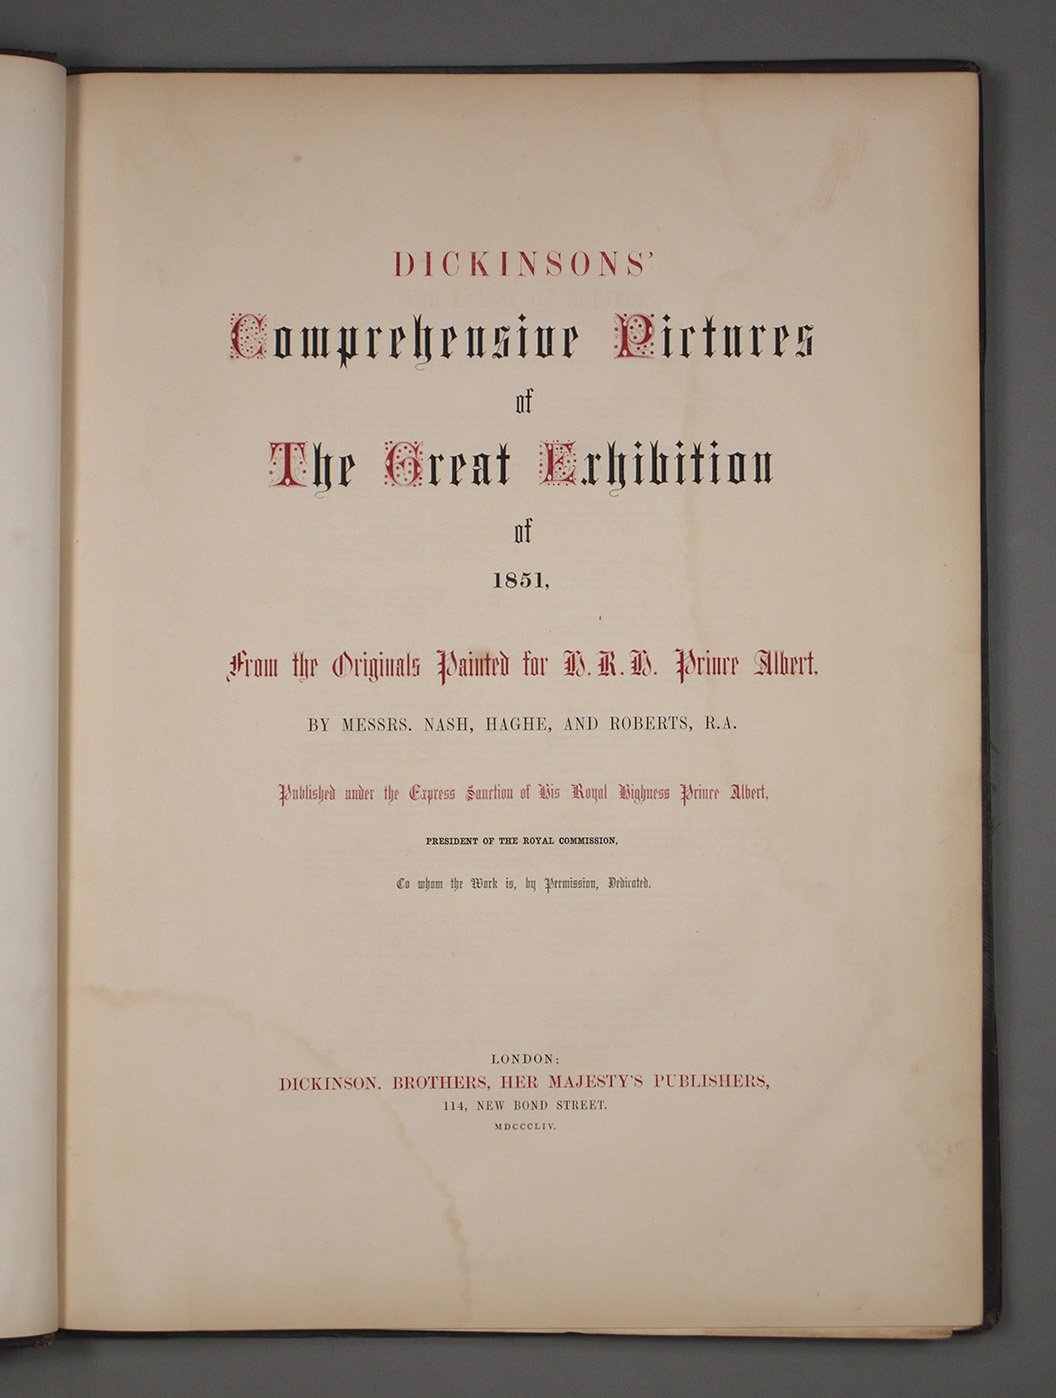 DICKINSONS'
Comprehensive Pictures
of
The Great Exhibition
of
1851,
From the Originals Painted for H.R.H. Prince Albert,
BY MESSRS. NASH, HAGHE, AND ROBERTS, R.A.
Published under the Express Sanction of His Royal Highness Prince Albert,
PRESIDENT OF THE ROYAL COMMISSION,
To whom the Work is, by Permission, Dedicated.
LONDON:
DICKINSON, BROTHERS, HER MAJESTY'S PUBLISHERS,
114, NEW BOND STREET.
MDCCCLIV.